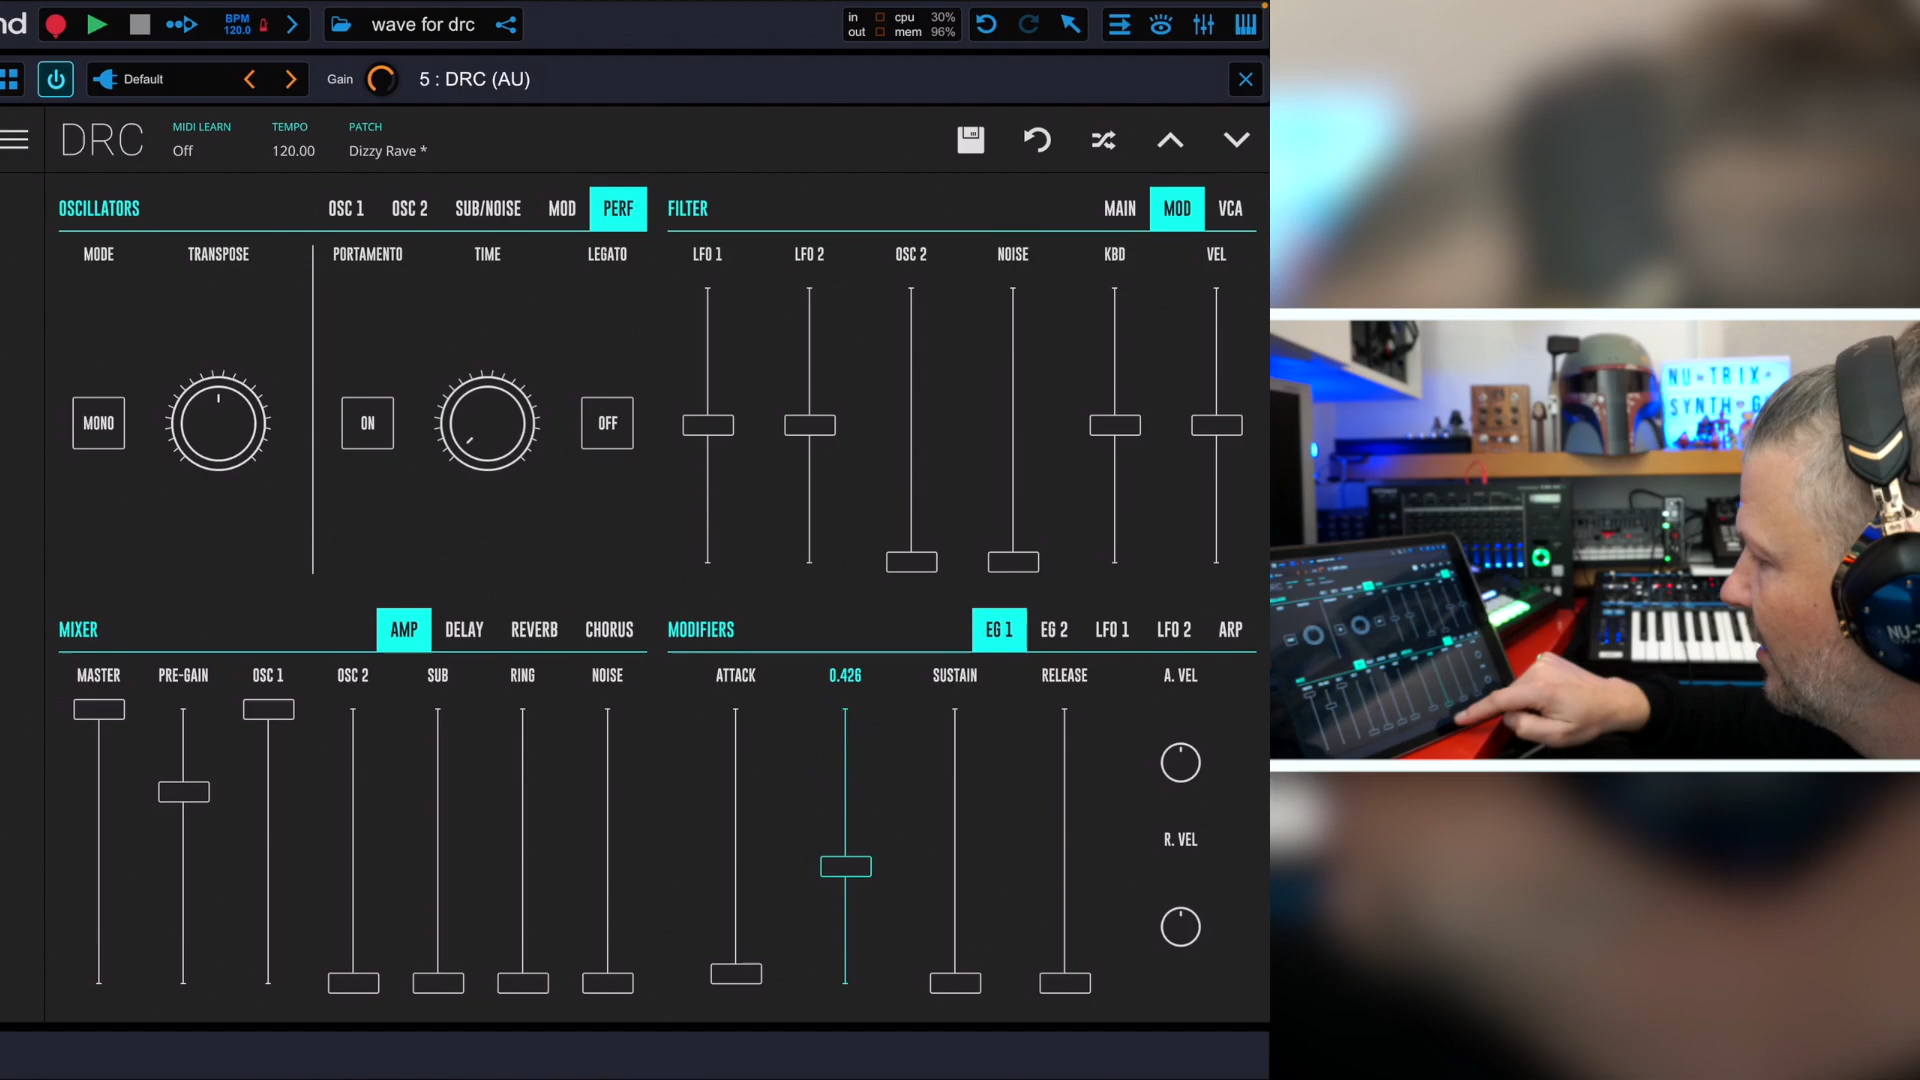 nd
BPM
120.0
wave for drc
in
out
cpu 30%
mem 96%
Default
Gain
5 : DRC (AU)
DRC
MIDI LEARN
Off
TEMPO
120.00
PATCH
Dizzy Rave *
OSCILLATORS
OSC 1 OSC 2 SUB/NOISE MOD PERF
MODE TRANSPOSE PORTAMENTO TIME LEGATO
MONO ON OFF
FILTER
MAIN MOD VCA
LFO 1 LFO 2 OSC 2 NOISE KBD VEL
MIXER
AMP DELAY REVERB CHORUS
MASTER PRE-GAIN OSC 1 OSC 2 SUB RING NOISE
MODIFIERS
EG 1 EG 2 LFO 1 LFO 2 ARP
ATTACK 0.426 SUSTAIN RELEASE A. VEL
R. VEL
NU-TRIX-
SYNTH-G
NU-T